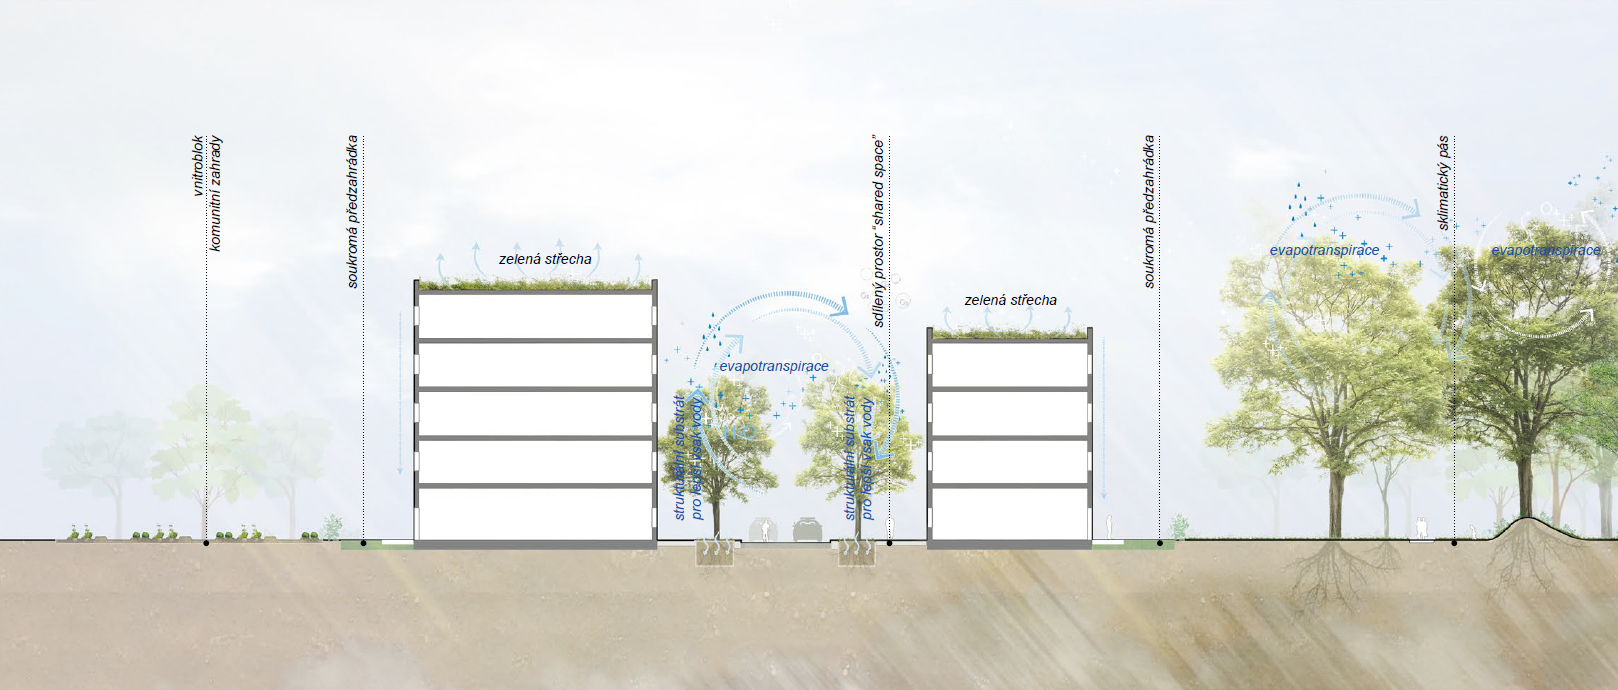 vnitroblok
komunitní zahrady
soukromá předzahrádka
zelená střecha
strukturální substrát
pro lepší vsak vody
evapotranspirace
strukturální substrát
pro lepší vsak vody
sdílený prostor "shared space"
zelená střecha
soukromá předzahrádka
evapotranspirace
sklimatický pás
evapotranspirace